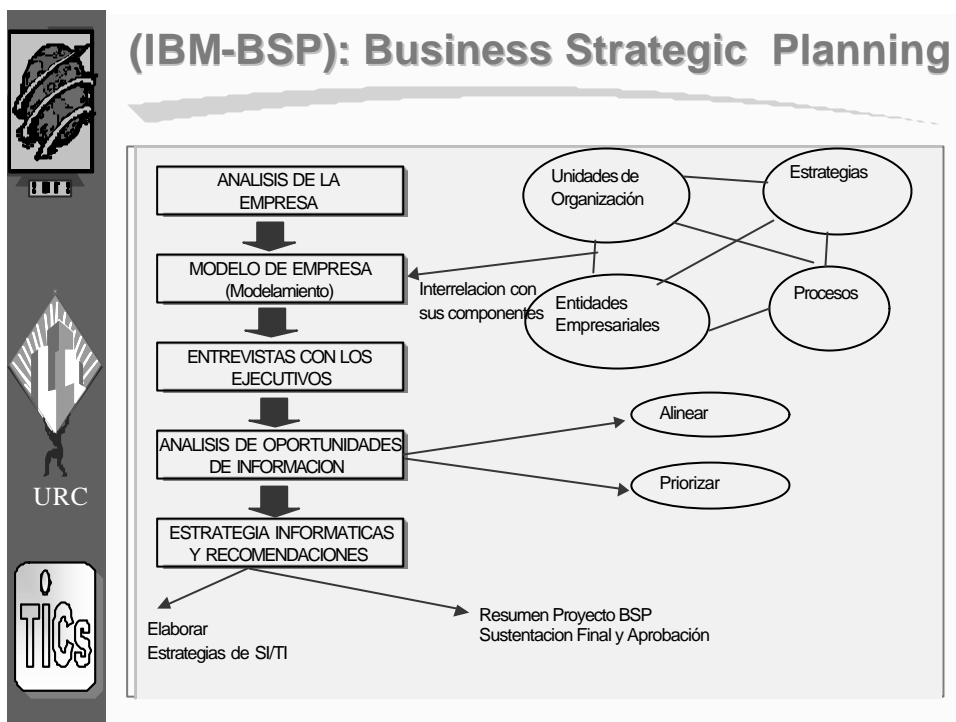 (IBM-BSP): Business Strategic Planning
ANALISIS DE LA
EMPRESA
MODELO DE EMPRESA
(Modelamiento)
ENTREVISTAS CON LOS
EJECUTIVOS
ANALISIS DE OPORTUNIDADES
DE INFORMACION
ESTRATEGIA INFORMATICAS
Y RECOMENDACIONES
Elaborar
Estrategias de SI/TI
Resumen Proyecto BSP
Sustentacion Final y Aprobación
Interrelacion con
sus componentes
Unidades de
Organización
Estrategias
Entidades
Empresariales
Procesos
Alinear
Priorizar
URC
TICs